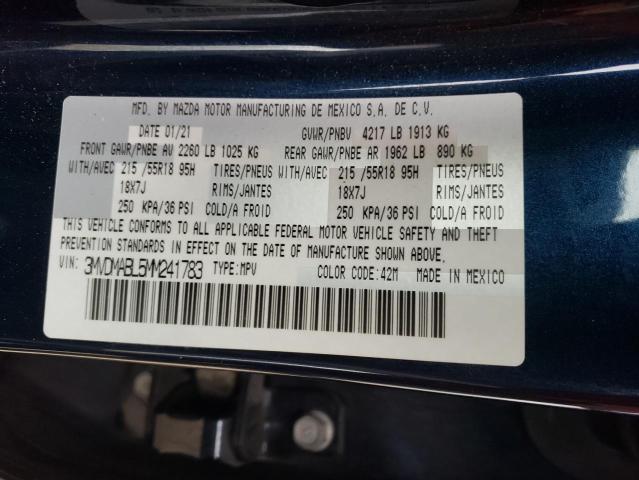 MFD. BY MAZDA MOTOR MANUFACTURING DE MEXICO S.A. DE C.V.
DATE 01/21 GVWR/PNBV 4217 LB 1913 KG
FRONT GAWR/PNBE AV 2260 LB 1025 KG REAR GAWR/PNBE AR 1962 LB 890 KG
WITH/AVEC 215 /55R18 95H TIRES/PNEUS WITH/AVEC 215 /55R18 95H TIRES/PNEUS
18X7J RIMS/JANTES 18X7J RIMS/JANTES
250 KPA/36 PSI COLD/A FROID 250 KPA/36 PSI COLD/A FROID
THIS VEHICLE CONFORMS TO ALL APPLICABLE FEDERAL MOTOR VEHICLE SAFETY AND THEFT
PREVENTION STANDARDS IN EFFECT ON THE DATE OF MANUFACTURE SHOWN ABOVE.
VIN: 3MVDMABL5MM241783 TYPE:MPV COLOR CODE:42M MADE IN MEXICO